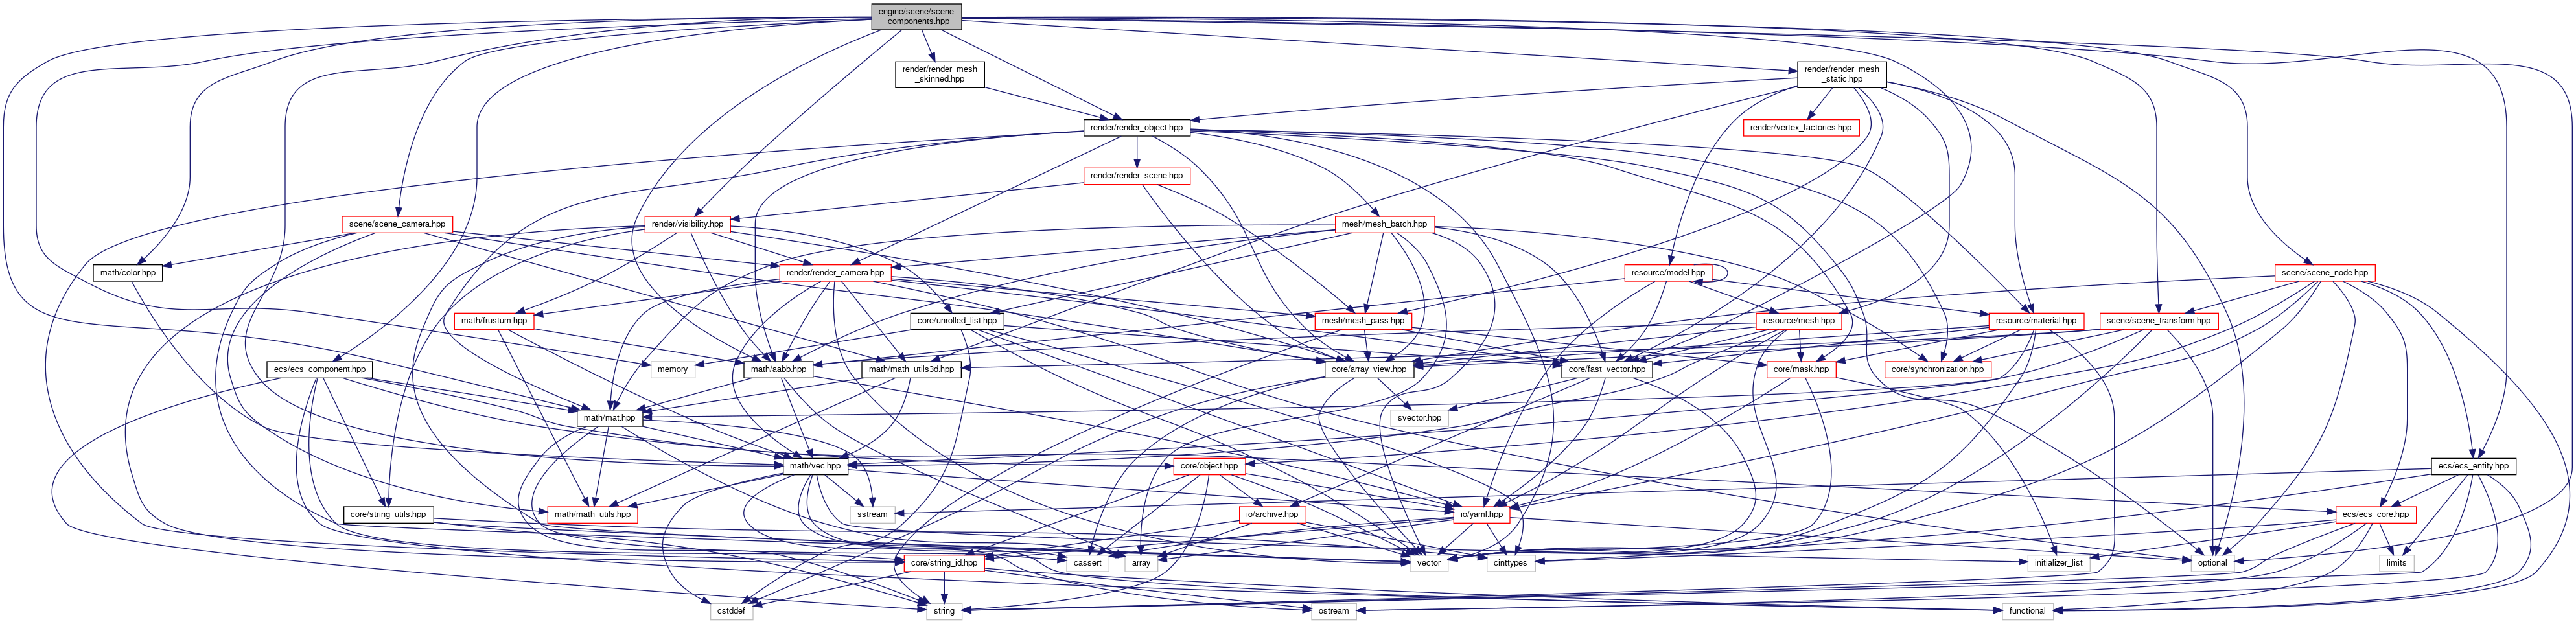 engine/scene/scene
_components.hpp
render/render_mesh
_skinned.hpp
render/render_mesh
_static.hpp
render/render_object.hpp
render/vertex_factories.hpp
render/render_scene.hpp
scene/scene_camera.hpp
render/visibility.hpp
mesh/mesh_batch.hpp
math/color.hpp
render/render_camera.hpp
resource/model.hpp
scene/scene_node.hpp
math/frustum.hpp
core/unrolled_list.hpp
mesh/mesh_pass.hpp
resource/mesh.hpp
resource/material.hpp
scene/scene_transform.hpp
ecs/ecs_component.hpp
memory
math/aabb.hpp
math/math_utils3d.hpp
core/array_view.hpp
core/fast_vector.hpp
core/mask.hpp
core/synchronization.hpp
math/mat.hpp
svector.hpp
math/vec.hpp
core/object.hpp
ecs/ecs_entity.hpp
core/string_utils.hpp
math/math_utils.hpp
sstream
io/archive.hpp
io/yaml.hpp
ecs/ecs_core.hpp
core/string_id.hpp
cassert
array
vector
cinttypes
initializer_list
optional
limits
cstddef
string
ostream
functional